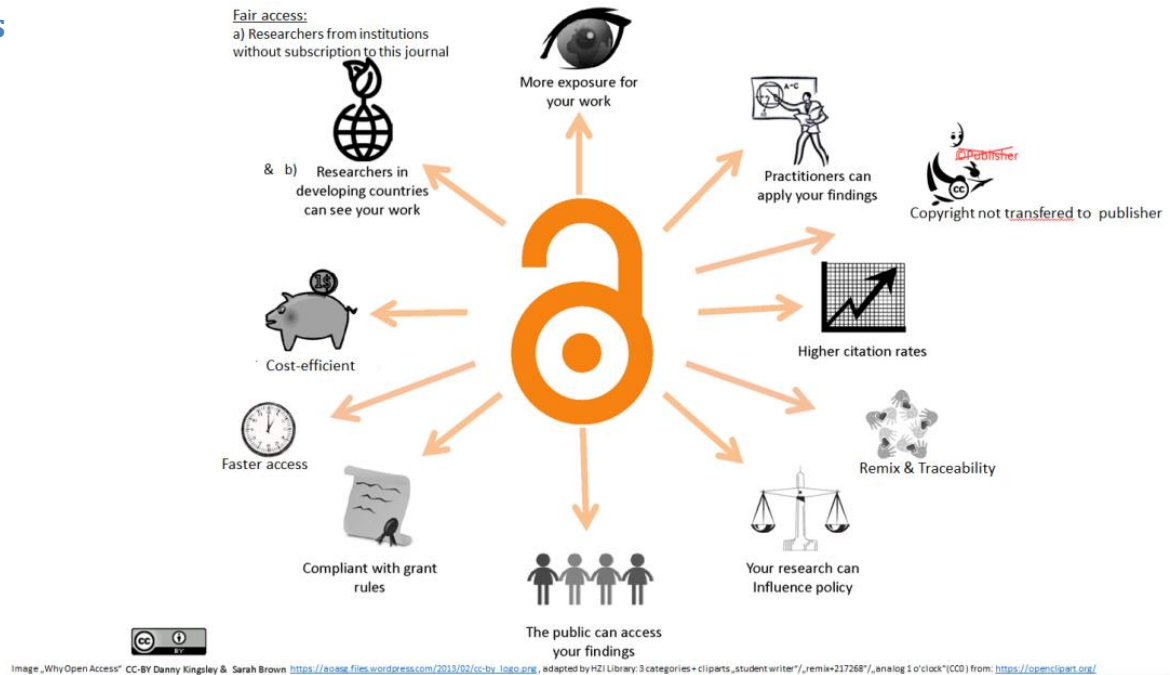 s
Fair access:
a) Researchers from institutions
without subscription to this journal
More exposure for
your work
A-C
Practitioners can
apply your findings
©Publisher
CC
Copyright not transfered to publisher
& b) Researchers in
developing countries
can see your work
1$
Cost-efficient
Higher citation rates
Faster access
Remix & Traceability
Compliant with grant
rules
Your research can
Influence policy
The public can access
your findings
CC BY
Image „WhyOpen Access“ CC-BY Danny Kingsley & Sarah Brown https://aoasg.files.wordpress.com/2013/02/cc-by_logo.png , adapted by HZI Library: 3 categories + cliparts „student writer“/„remix+217268“/„analog 1 o'clock“(CC0) from: https://openclipart.org/